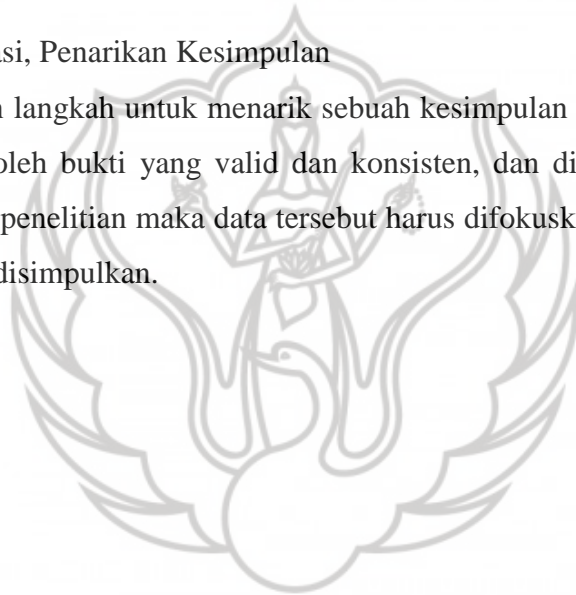 asi, Penarikan Kesimpulan
n langkah untuk menarik sebuah kesimpulan
oleh bukti yang valid dan konsisten, dan di
penelitian maka data tersebut harus difokusk
disimpulkan.